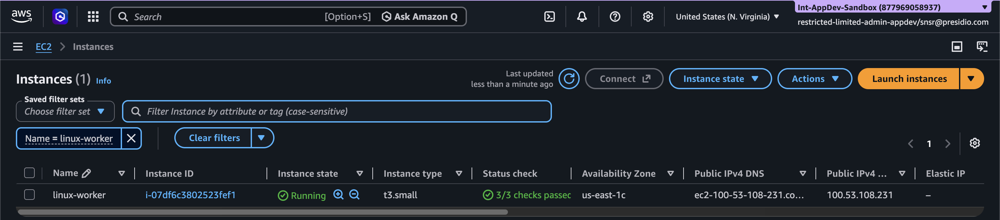 aws
Search [Option+S] Ask Amazon Q
United States (N. Virginia)
Int-AppDev-Sandbox (877969058937)
restricted-limited-admin-appdev/snsr@presidio.com
EC2 Instances
Instances (1) Info
Last updated
less than a minute ago
Connect
Instance state
Actions
Launch instances
Saved filter sets
Choose filter set
Filter Instance by attribute or tag (case-sensitive)
Name = linux-worker
Clear filters
1
Name Instance ID Instance state Instance type Status check Availability Zone Public IPv4 DNS Public IPv4 ... Elastic IP
linux-worker i-07df6c3802523fef1 Running t3.small 3/3 checks passec us-east-1c ec2-100-53-108-231.co... 100.53.108.231 –